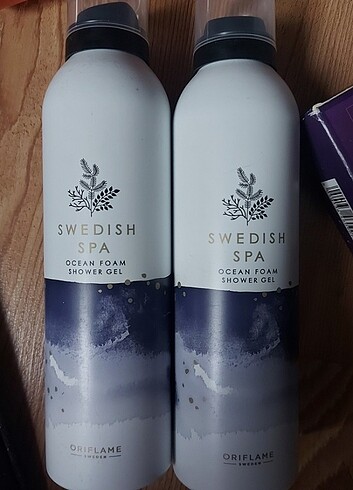 SWEDISH
SPA
OCEAN FOAM
SHOWER GEL
ORIFLAME
SWEDEN
SWEDISH
SPA
OCEAN FOAM
SHOWER GEL
ORIFLAME
SWEDEN